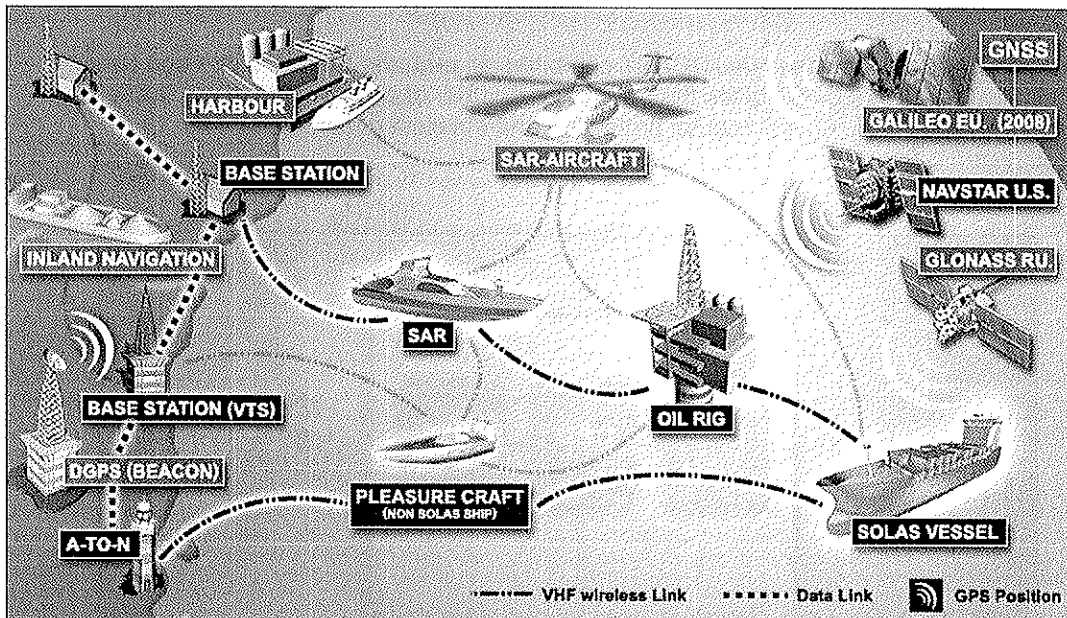 HARBOUR
GNSS
GALILEO EU. (2008)
SAR-AIRCRAFT
BASE STATION
NAVSTAR U.S.
INLAND NAVIGATION
GLONASS RU.
SAR
BASE STATION (VTS)
OIL RIG
DGPS (BEACON)
PLEASURE CRAFT
(NON SOLAS SHIP)
A-TO-N
SOLAS VESSEL
VHF wireless Link
Data Link
GPS Position